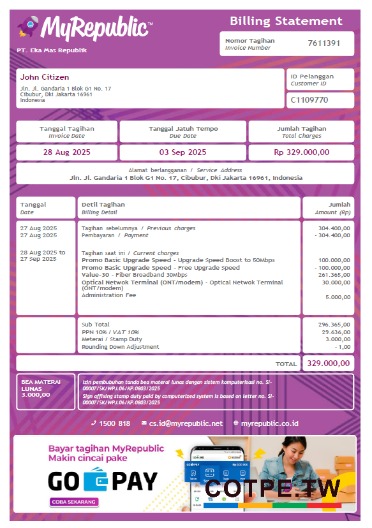 MyRepublic™
PT. Eka Mas Republik
Billing Statement
Nomor Tagihan
Invoice Number
7611391
John Citizen
Jln. Jl. Gandaria 1 Blok G1 No. 17
Cibubur, Dki Jakarta 16961
Indonesia
ID Pelanggan
Customer ID
C1109770
Tanggal Tagihan
Invoice Date
28 Aug 2025
Tanggal Jatuh Tempo
Due Date
03 Sep 2025
Jumlah Tagihan
Total Charges
Rp 329.000,00
Alamat berlangganan / Service Address
Jln. Jl. Gandaria 1 Blok G1 No. 17, Cibubur, Dki Jakarta 16961, Indonesia
Tanggal
Date
Detil Tagihan
Billing Detail
Jumlah
Amount (Rp)
27 Aug 2025 Tagihan sebelumnya / Previous charges 304.400,00
27 Aug 2025 Pembayaran / Payment - 304.400,00
28 Aug 2025 to Tagihan saat ini / Current charges
27 Sep 2025
Promo Basic Upgrade Speed - Upgrade Speed Boost to 50Mbps 100.000,00
Promo Basic Upgrade Speed - Free Upgrade Speed - 100.000,00
Value-30 - Fiber Broadband 30Mbps 261.365,00
Optical Network Terminal (ONT/modem) - Optical Network Terminal 30.000,00
(ONT/modem)
Administration Fee 5.000,00
Sub Total 296.365,00
PPN 10% / VAT 10% 29.636,00
Meterai / Stamp Duty 3.000,00
Rounding Down Adjustment - 1,00
TOTAL 329.000,00
BEA MATERAI
LUNAS
3.000,00
Izin pembubuhan tanda bea materai lunas dengan sistem komputerisasi no. SI-
00007/SK/WPJ.06/KP.0603/2025
Sign affixing stamp duty paid by computerized system is based on letter no. SI-
00007/SK/WPJ.06/KP.0603/2025
1500 818 cs.id@myrepublic.net myrepublic.co.id
Bayar tagihan MyRepublic
Makin cincai pake
GO PAY
COBA SEKARANG
COTPE.TW